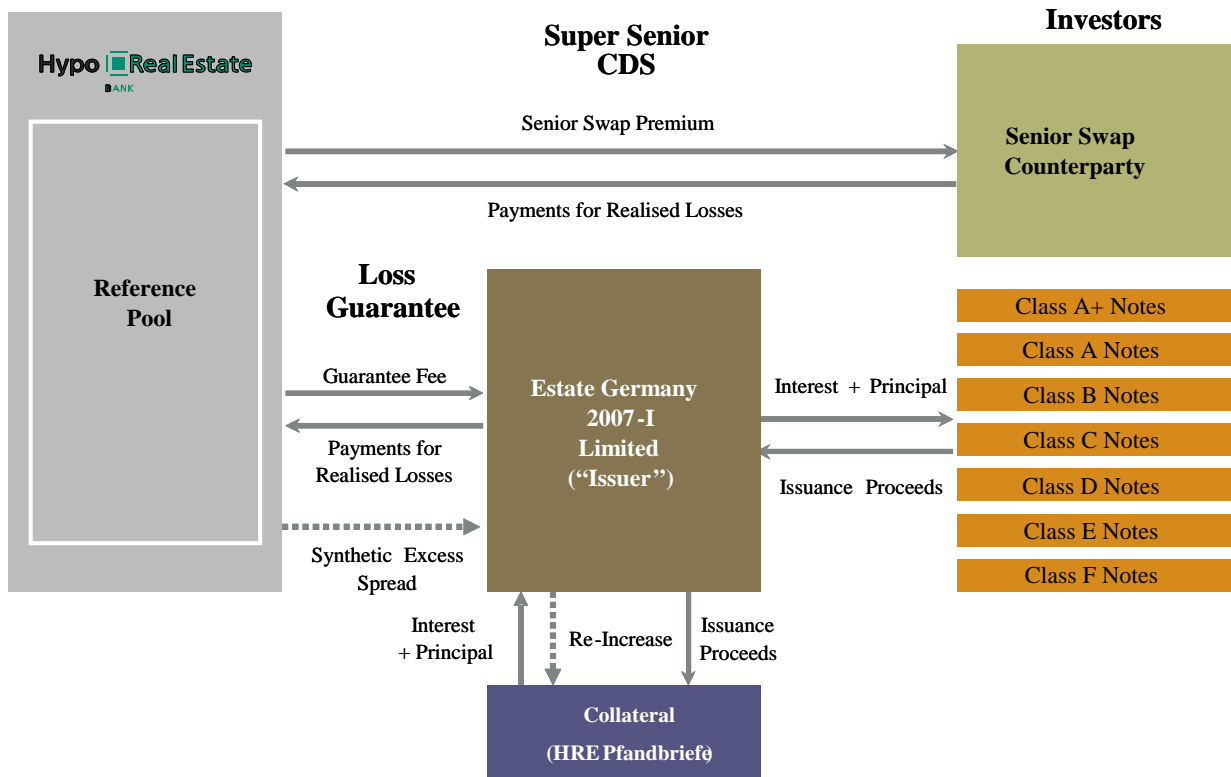 Hypo Real Estate
BANK
Reference
Pool
Super Senior
CDS
Senior Swap Premium
Payments for Realised Losses
Investors
Senior Swap
Counterparty
Loss
Guarantee
Guarantee Fee
Payments for
Realised Losses
Synthetic Excess
Spread
Estate Germany
2007-I
Limited
(“Issuer”)
Interest + Principal
Issuance Proceeds
Class A+ Notes
Class A Notes
Class B Notes
Class C Notes
Class D Notes
Class E Notes
Class F Notes
Interest
+ Principal
Re-Increase
Issuance
Proceeds
Collateral
(HRE Pfandbriefe)